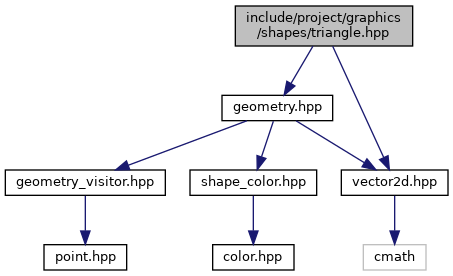 include/project/graphics
/shapes/triangle.hpp
geometry.hpp
geometry_visitor.hpp
shape_color.hpp
vector2d.hpp
point.hpp
color.hpp
cmath